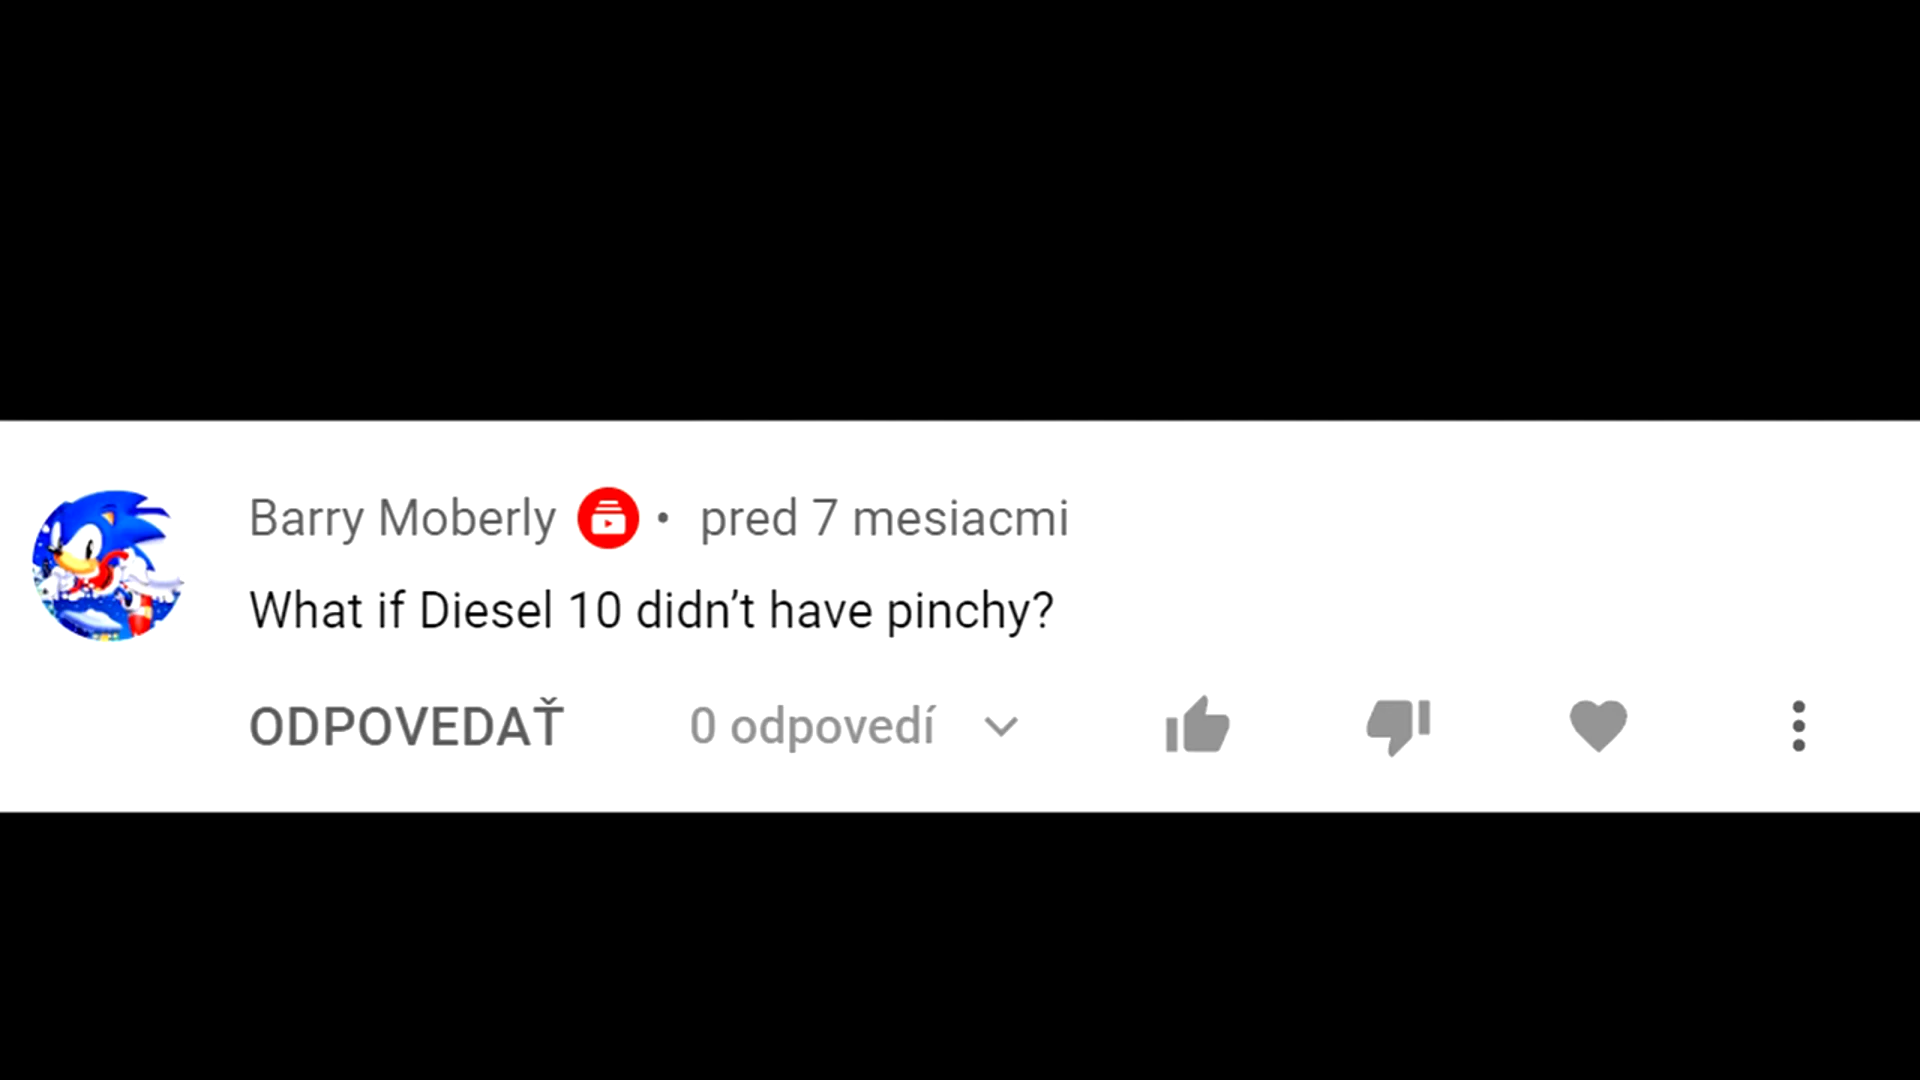 Barry Moberly • pred 7 mesiacmi
What if Diesel 10 didn’t have pinchy?
ODPOVEDAŤ 0 odpovedí